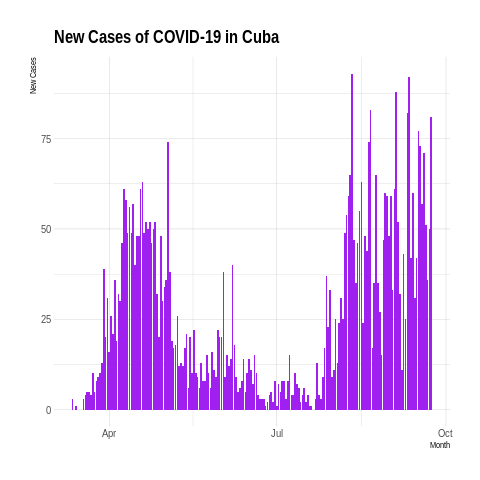 New Cases of COVID-19 in Cuba
New Cases
75
50
25
0
Apr
Jul
Oct
Month